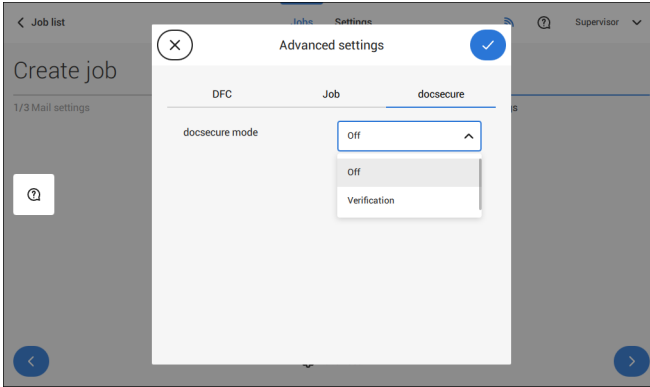 Job list
Jobs
Settings
Supervisor
Advanced settings
Create job
DFC
Job
docsecure
1/3 Mail settings
gs
docsecure mode
Off
Off
Verification